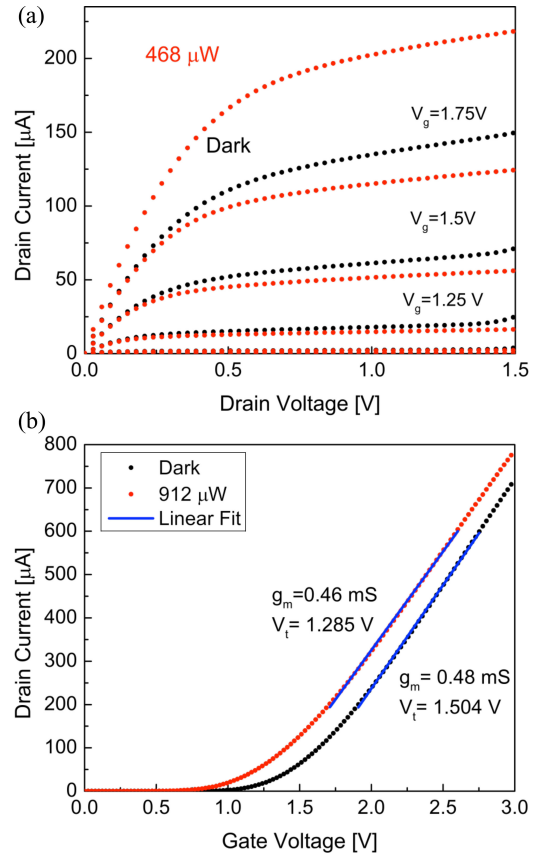 (a)
200
150
100
50
0
Drain Current [µA]
468 µW
Dark
V_g=1.75V
V_g=1.5V
V_g=1.25 V
0.0 0.5 1.0 1.5
Drain Voltage [V]
(b)
800
700
600
500
400
300
200
100
0
Drain Current [µA]
Dark
912 µW
Linear Fit
g_m=0.46 mS
V_t= 1.285 V
g_m= 0.48 mS
V_t= 1.504 V
0.0 0.5 1.0 1.5 2.0 2.5 3.0
Gate Voltage [V]